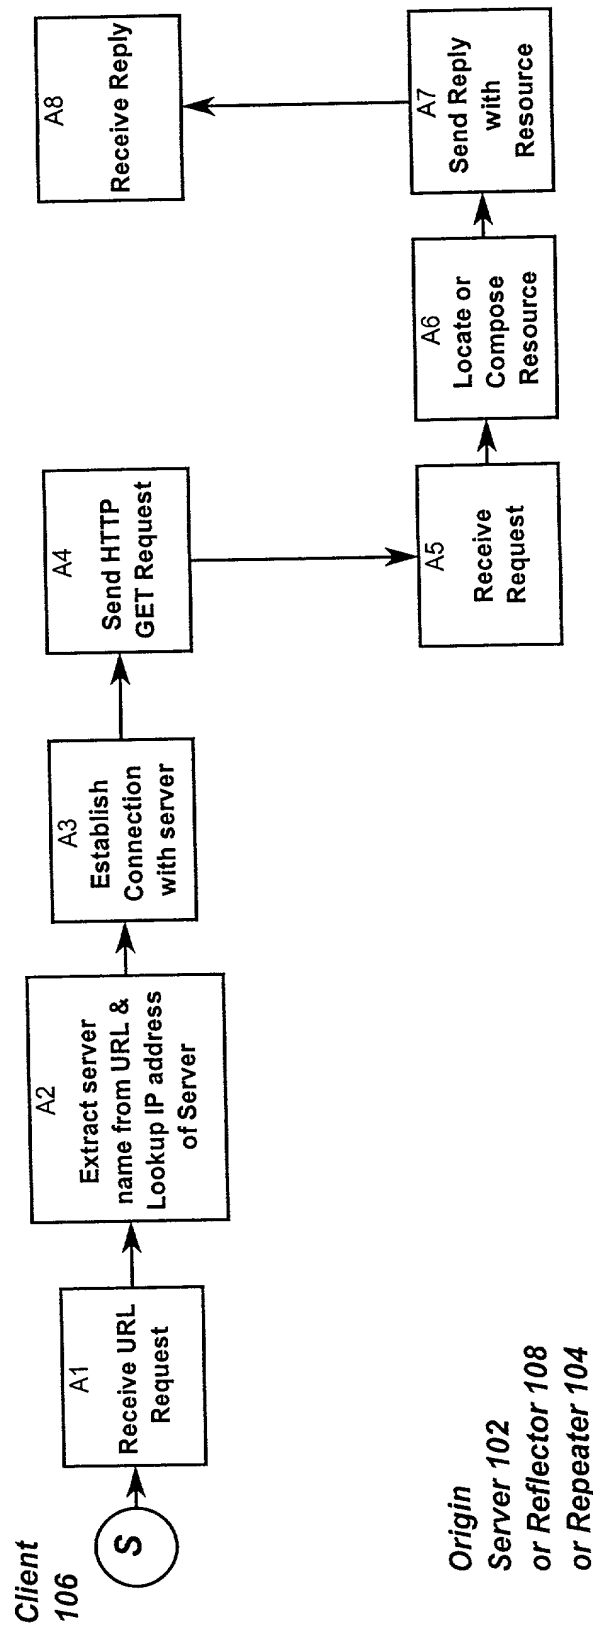 Client
106
S
A1
Receive URL
Request
A2
Extract server
name from URL &
Lookup IP address
of Server
A3
Establish
Connection
with server
A4
Send HTTP
GET Request
A8
Receive Reply
Origin
Server 102
or Reflector 108
or Repeater 104
A5
Receive
Request
A6
Locate or
Compose
Resource
A7
Send Reply
with
Resource